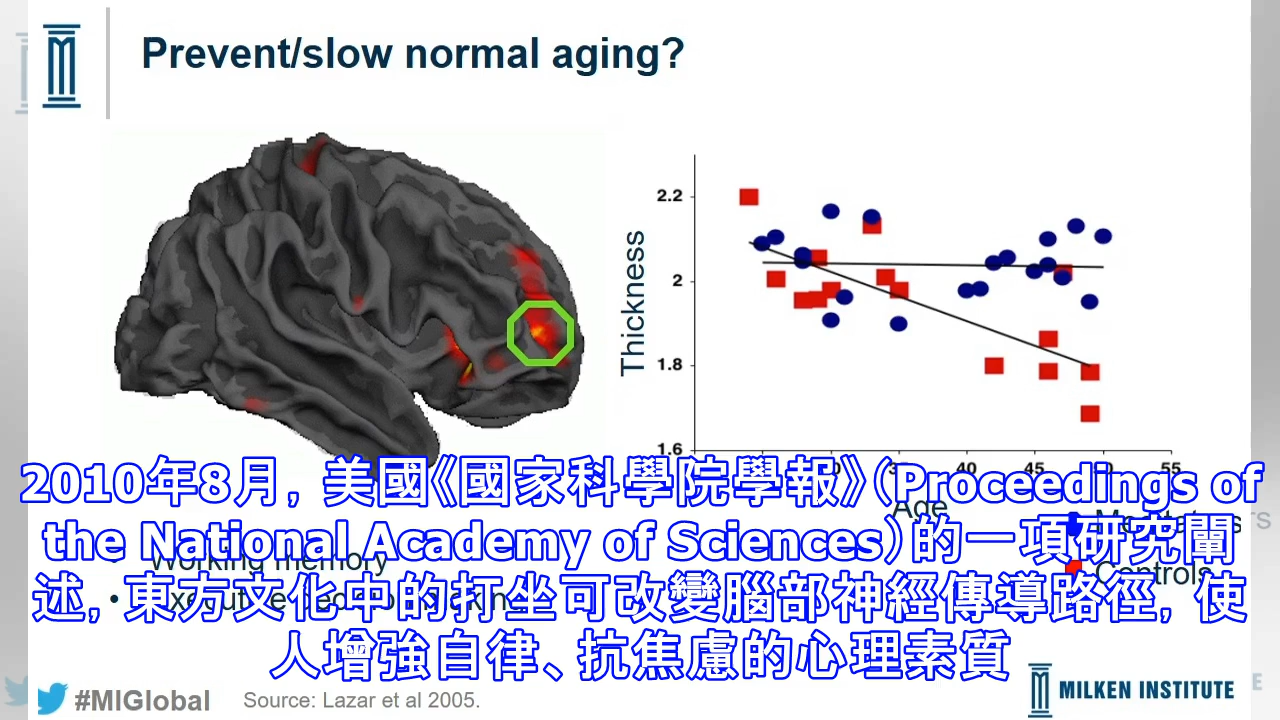 Prevent/slow normal aging?
2.2
2
1.8
1.6
Thickness
40
45
50
55
Age
Controls
Working memory
2010年8月，美國《國家科學院學報》（Proceedings of
the National Academy of Sciences）的一項研究闡
述，東方文化中的打坐可改變腦部神經傳導路徑，使
人增強自律、抗焦慮的心理素質
#MIGlobal
Source: Lazar et al 2005.
MILKEN INSTITUTE